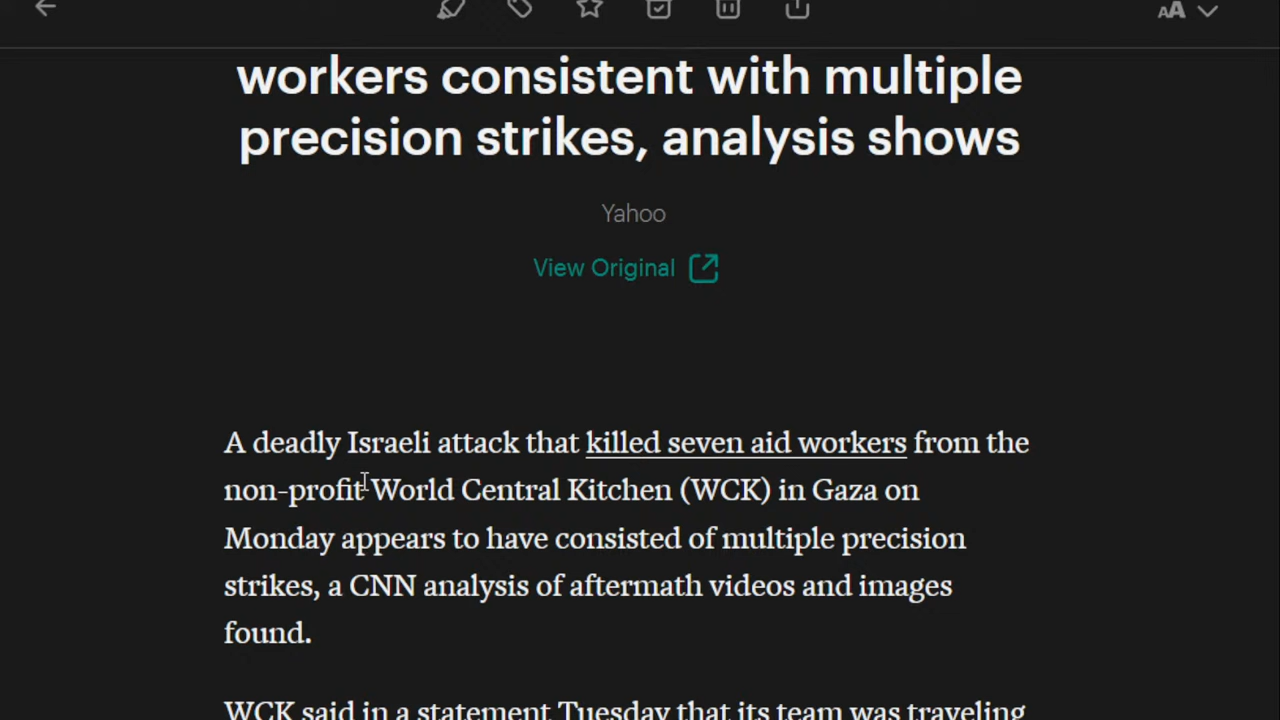 AA
workers consistent with multiple
precision strikes, analysis shows
Yahoo
View Original
A deadly Israeli attack that killed seven aid workers from the
non-profit World Central Kitchen (WCK) in Gaza on
Monday appears to have consisted of multiple precision
strikes, a CNN analysis of aftermath videos and images
found.
WCK said in a statement Tuesday that its team was traveling